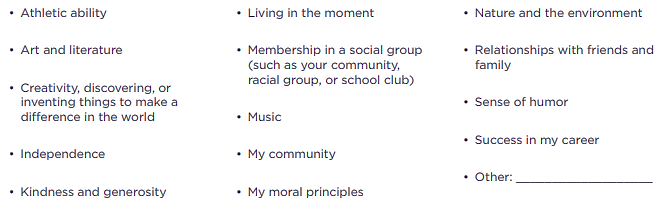 • Athletic ability
• Art and literature
• Creativity, discovering, or
inventing things to make a
difference in the world
• Independence
• Kindness and generosity
• Living in the moment
• Membership in a social group
(such as your community,
racial group, or school club)
• Music
• My community
• My moral principles
• Nature and the environment
• Relationships with friends and
family
• Sense of humor
• Success in my career
• Other: ____________________